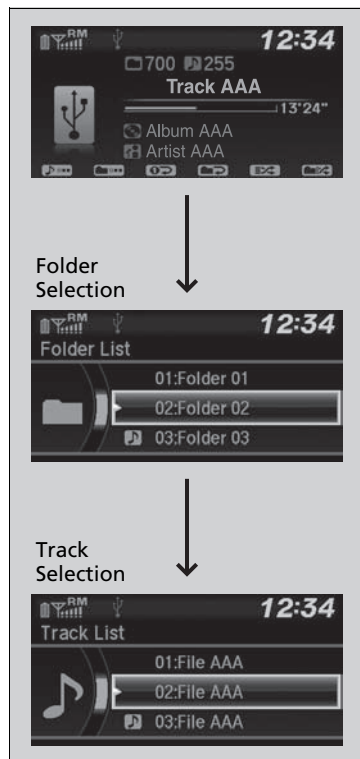 RM
12:34
700 255
Track AAA
13'24"
Album AAA
Artist AAA
Folder
Selection
RM
12:34
Folder List
01:Folder 01
02:Folder 02
03:Folder 03
Track
Selection
RM
12:34
Track List
01:File AAA
02:File AAA
03:File AAA